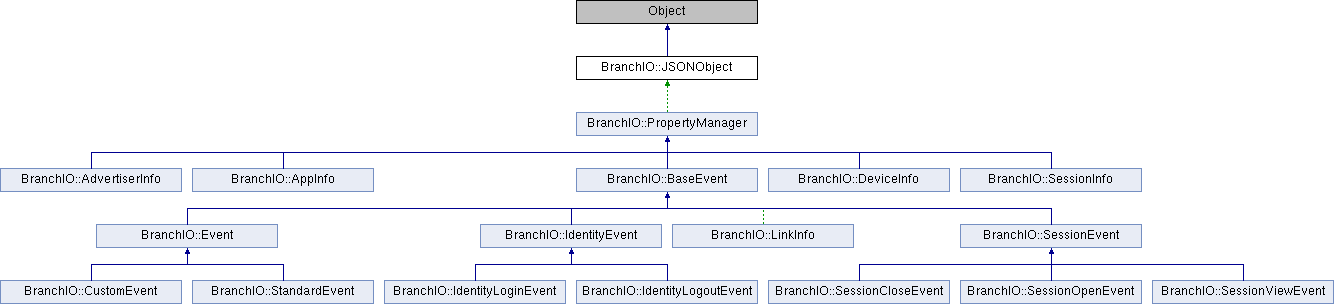 Object
BranchIO::JSONObject
BranchIO::PropertyManager
BranchIO::AdvertiserInfo
BranchIO::AppInfo
BranchIO::BaseEvent
BranchIO::DeviceInfo
BranchIO::SessionInfo
BranchIO::Event
BranchIO::IdentityEvent
BranchIO::LinkInfo
BranchIO::SessionEvent
BranchIO::CustomEvent
BranchIO::StandardEvent
BranchIO::IdentityLoginEvent
BranchIO::IdentityLogoutEvent
BranchIO::SessionCloseEvent
BranchIO::SessionOpenEvent
BranchIO::SessionViewEvent